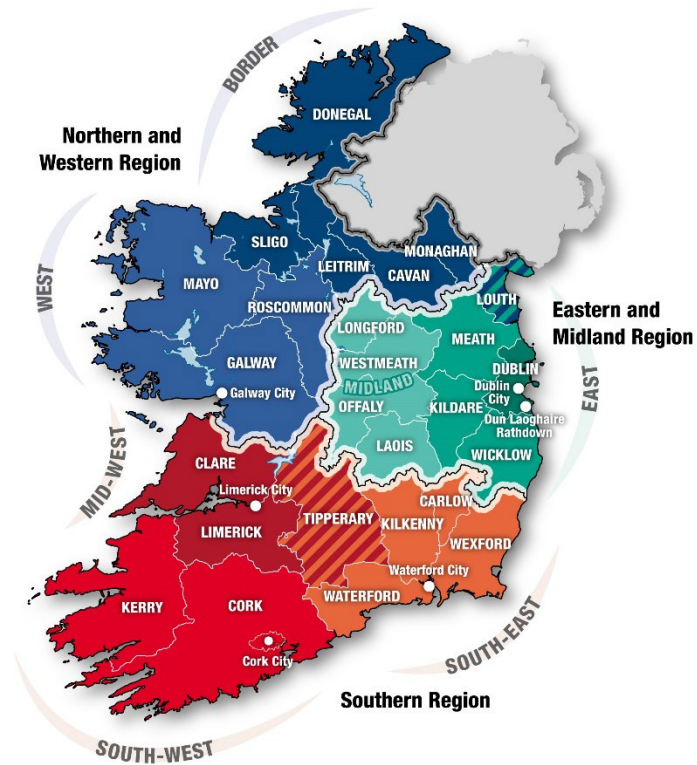 BORDER
DONEGAL
Northern and
Western Region
SLIGO
LEITRIM
MONAGHAN
CAVAN
WEST
MAYO
ROSCOMMON
LOUTH
Eastern and
Midland Region
LONGFORD
MEATH
GALWAY
WESTMEATH
DUBLIN
MIDLAND
Dublin
City
Galway City
OFFALY
KILDARE
EAST
Dun Laoghaire
Rathdown
LAOIS
WICKLOW
MID-WEST
CLARE
Limerick City
CARLOW
TIPPERARY
KILKENNY
LIMERICK
WEXFORD
Waterford City
KERRY
CORK
WATERFORD
SOUTH-EAST
Cork City
Southern Region
SOUTH-WEST